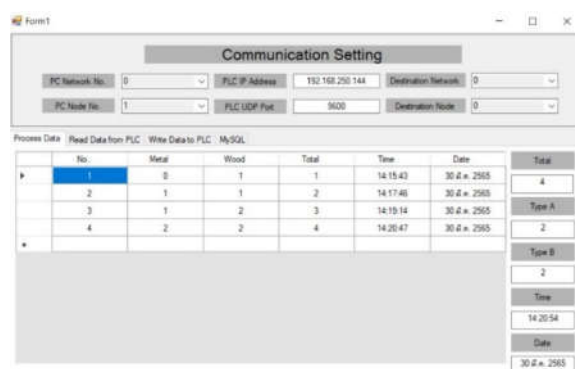 Form1
Communication Setting
PC Network No. 0 PLC IP Address 192.168.250.144 Destination Network 0
PC Node No. 1 PLC UDP Port 9600 Destination Node 0
Process Data Read Data from PLC Write Data to PLC MySQL
No. Metal Wood Total Time Date
1 0 1 1 14:15:43 30 มี.ค. 2565
2 1 1 2 14:17:46 30 มี.ค. 2565
3 1 2 3 14:19:14 30 มี.ค. 2565
4 2 2 4 14:20:47 30 มี.ค. 2565
Total
4
Type A
2
Type B
2
Time
14:20:54
Date
30 มี.ค. 2565